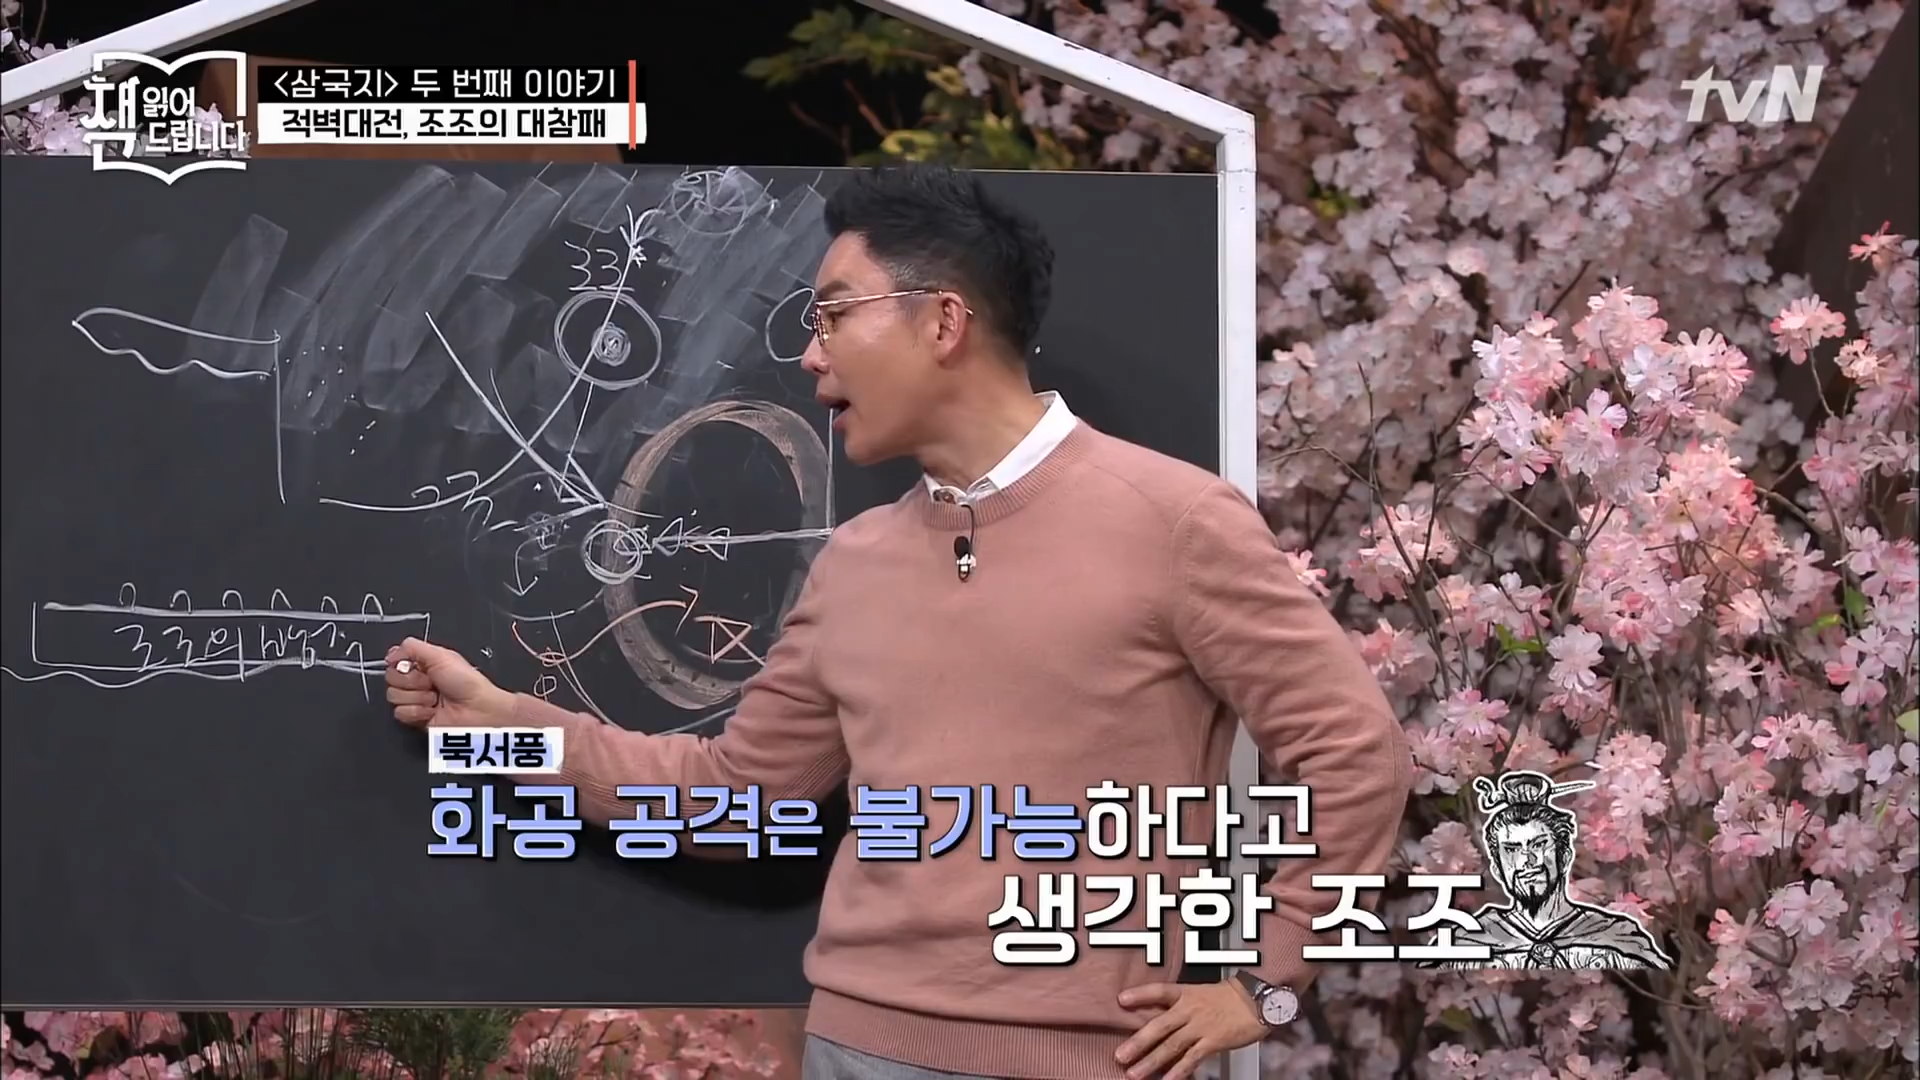 책 읽어
드립니다
<삼국지> 두 번째 이야기
적벽대전, 조조의 대참패
tvN
33
조조의
북서풍
화공 공격은 불가능하다고
생각한 조조